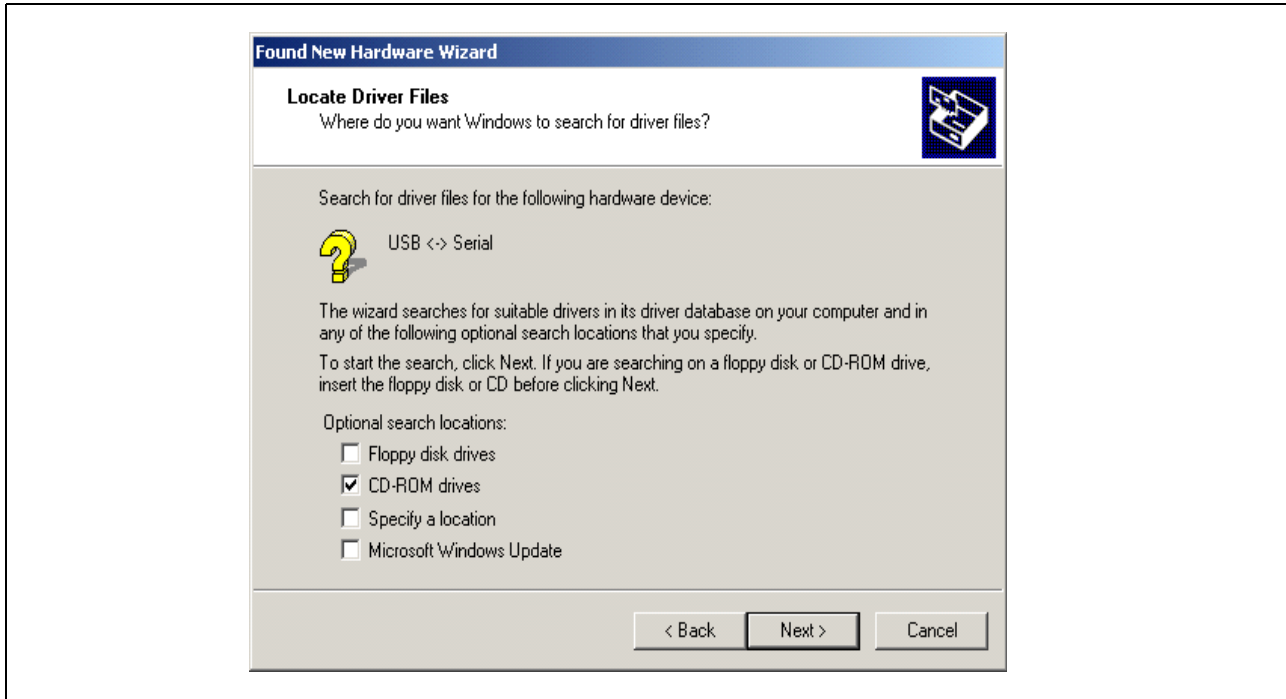 Found New Hardware Wizard
Locate Driver Files
Where do you want Windows to search for driver files?
Search for driver files for the following hardware device:
USB <-> Serial
The wizard searches for suitable drivers in its driver database on your computer and in
any of the following optional search locations that you specify.
To start the search, click Next. If you are searching on a floppy disk or CD-ROM drive,
insert the floppy disk or CD before clicking Next.
Optional search locations:
Floppy disk drives
CD-ROM drives
Specify a location
Microsoft Windows Update
< Back Next > Cancel